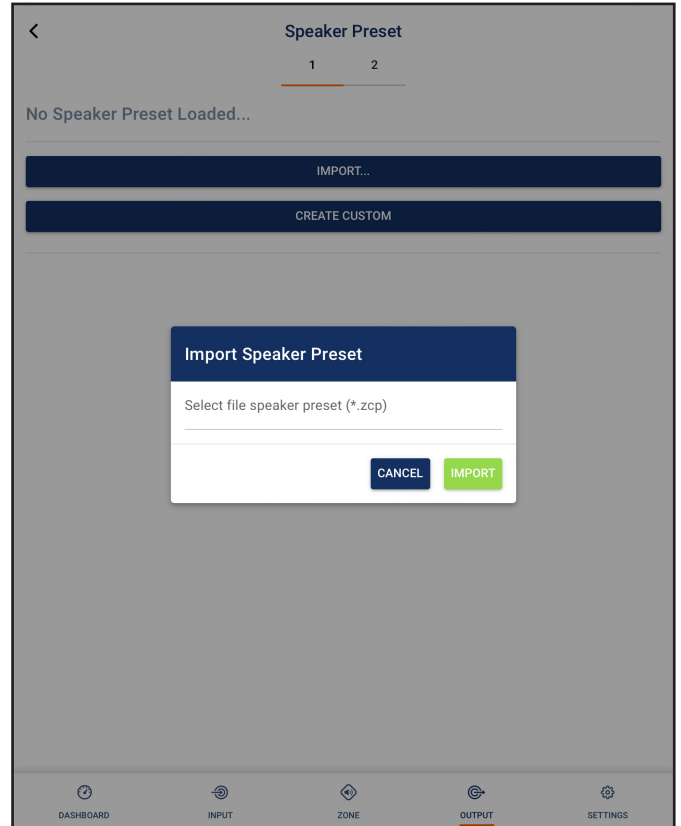 Speaker Preset
1 2
No Speaker Preset Loaded...
IMPORT...
CREATE CUSTOM
Import Speaker Preset
Select file speaker preset (*.zcp)
CANCEL IMPORT
DASHBOARD INPUT ZONE OUTPUT SETTINGS